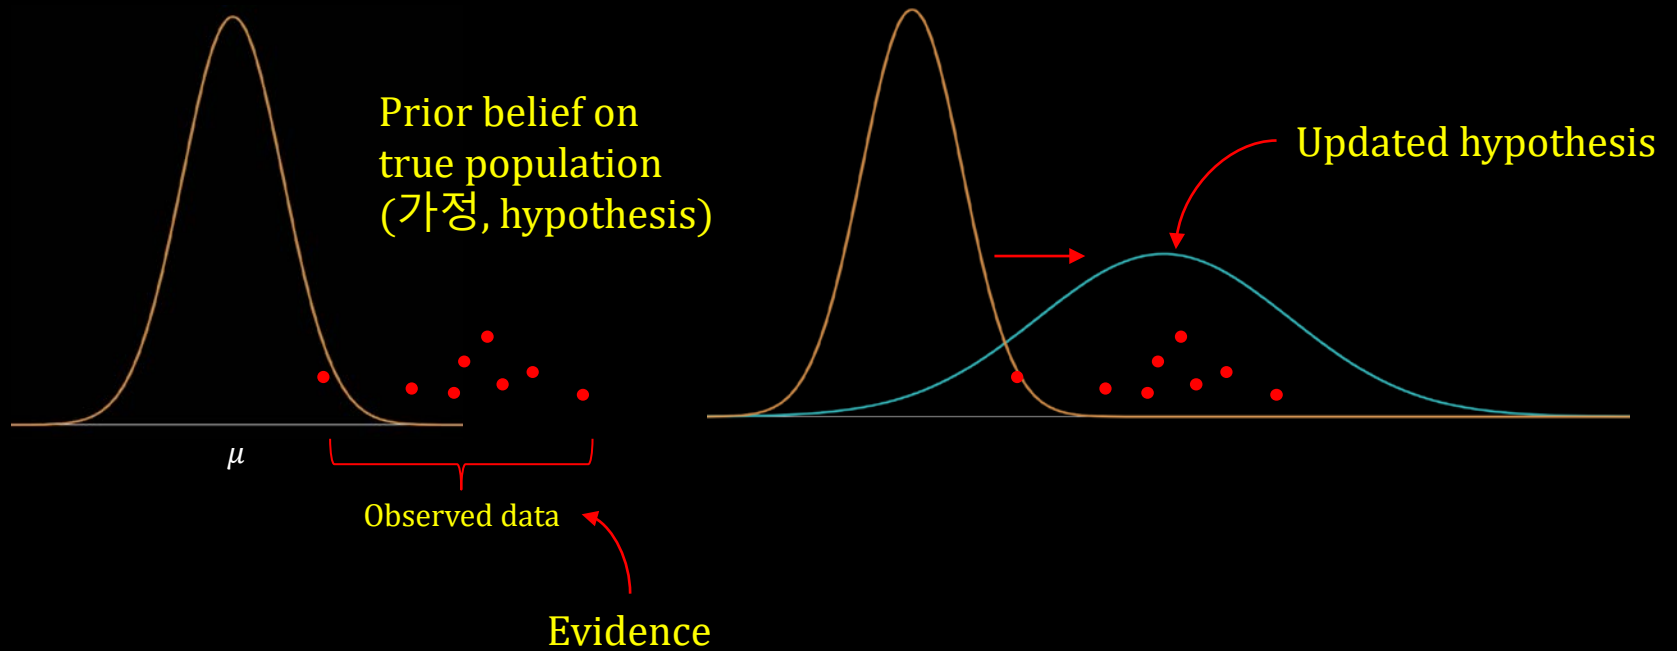 Prior belief on
true population
(가정, hypothesis)
μ
Observed data
Evidence
Updated hypothesis